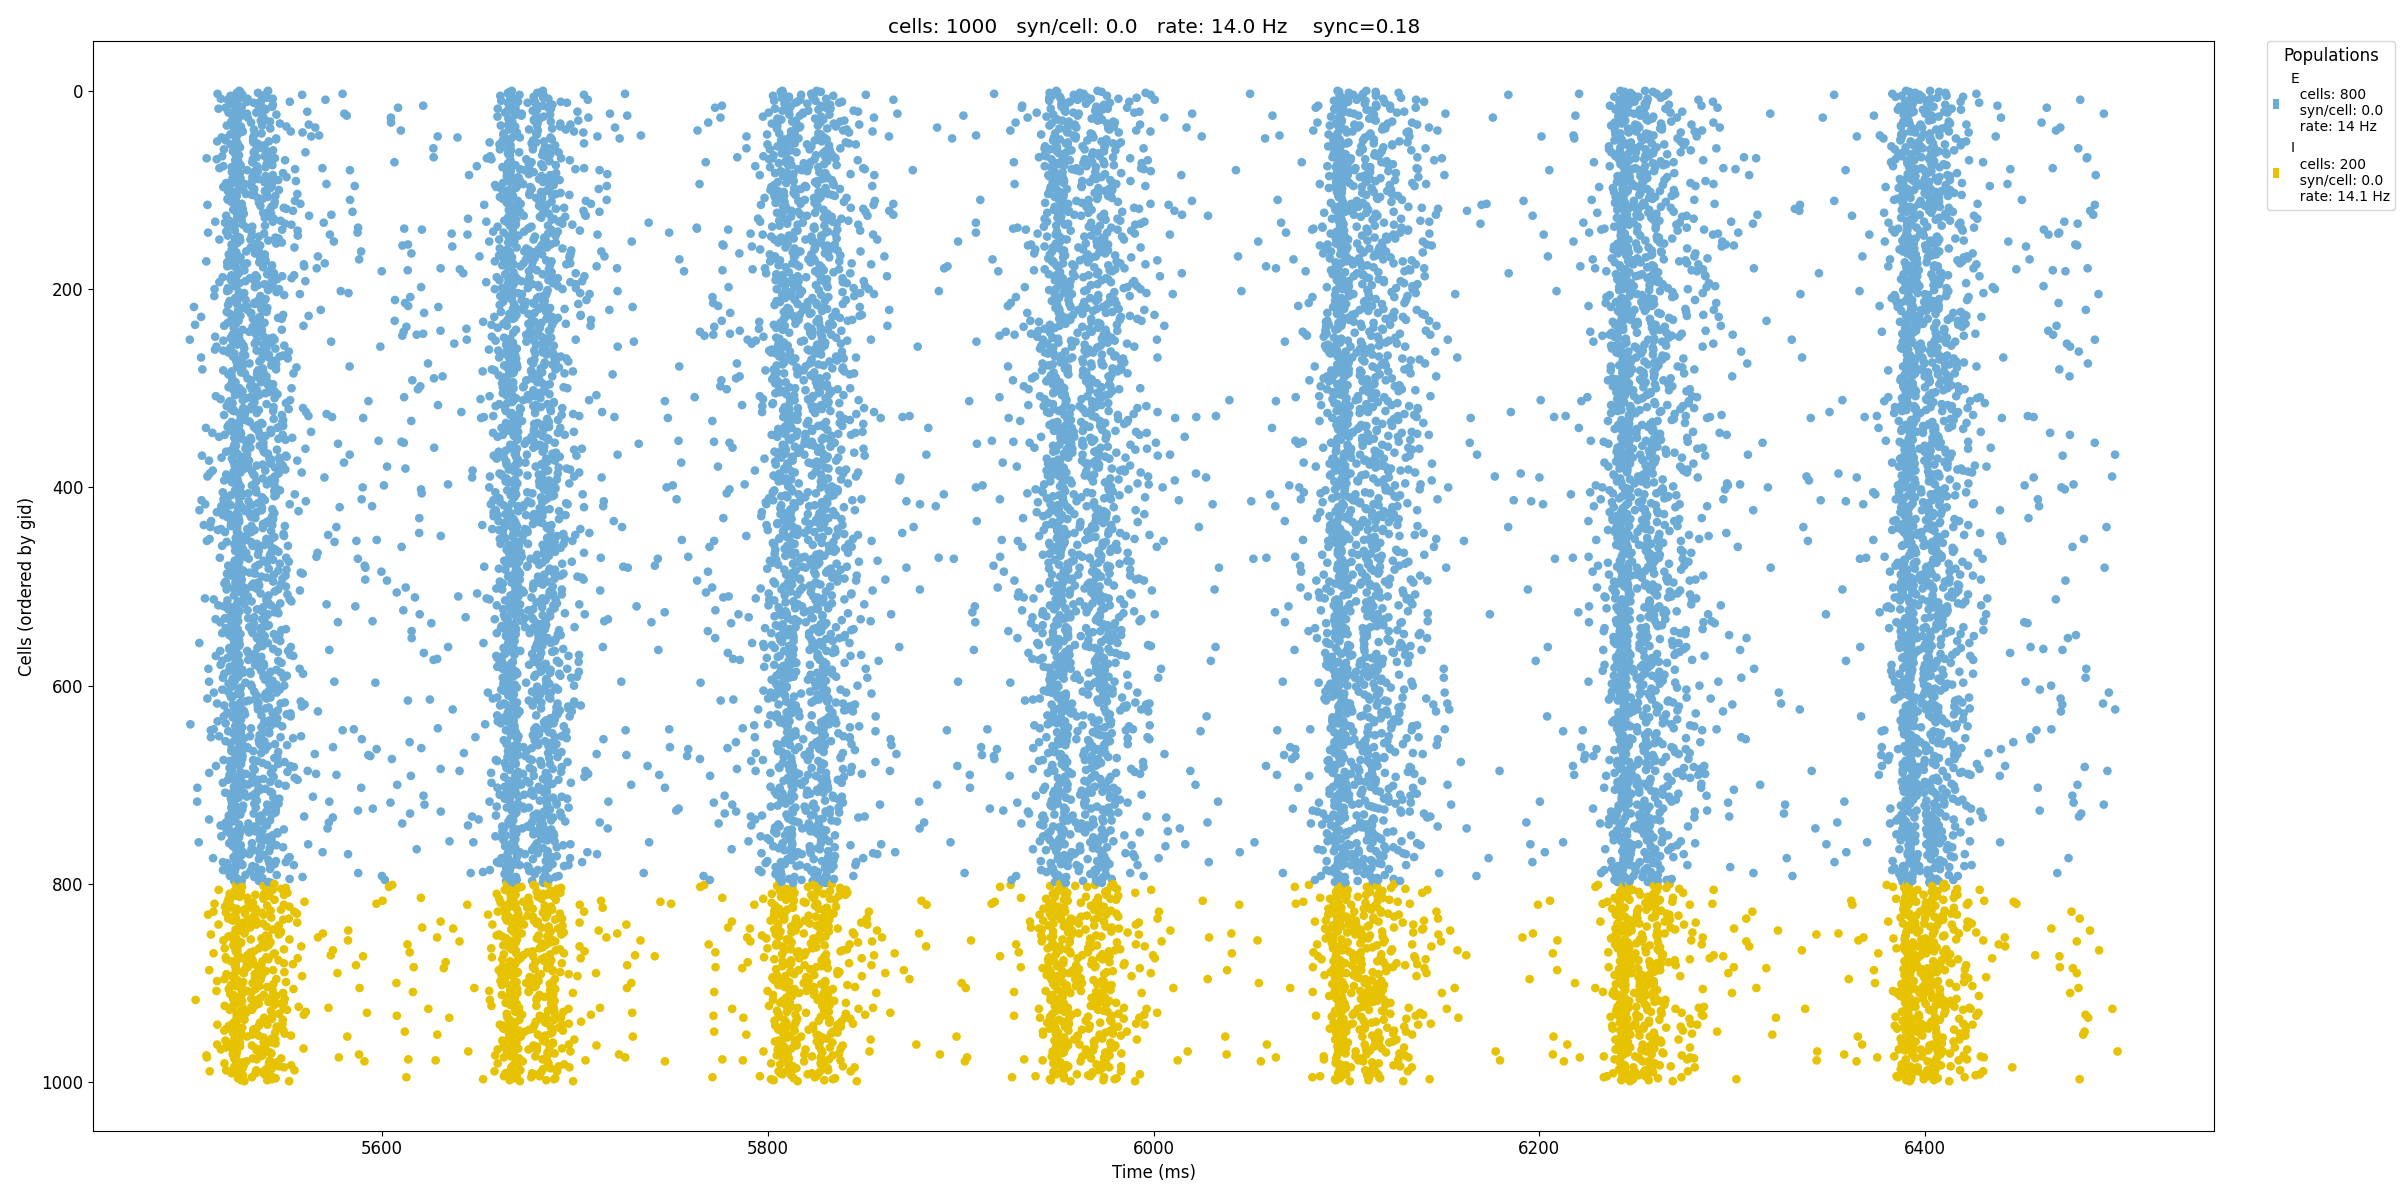 cells: 1000   syn/cell: 0.0   rate: 14.0 Hz    sync=0.18
Populations
E
cells: 800
syn/cell: 0.0
rate: 14 Hz
I
cells: 200
syn/cell: 0.0
rate: 14.1 Hz
0
200
400
600
800
1000
Cells (ordered by gid)
5600
5800
6000
6200
6400
Time (ms)